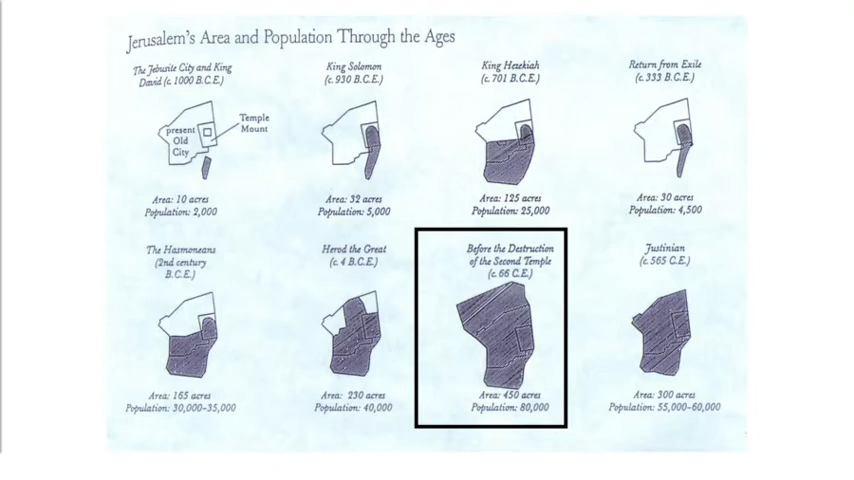 Jerusalem's Area and Population Through the Ages
The Jebusite City and King
David (c. 1000 B.C.E.)
present
Old
City
Temple
Mount
Area: 10 acres
Population: 2,000
King Solomon
(c. 930 B.C.E.)
Area: 32 acres
Population: 5,000
King Hezekiah
(c. 701 B.C.E.)
Area: 125 acres
Population: 25,000
Return from Exile
(c. 333 B.C.E.)
Area: 30 acres
Population: 4,500
The Hasmoneans
(2nd century
B.C.E.)
Area: 165 acres
Population: 30,000-35,000
Herod the Great
(c. 4 B.C.E.)
Area: 230 acres
Population: 40,000
Before the Destruction
of the Second Temple
(c. 66 C.E.)
Area: 450 acres
Population: 80,000
Justinian
(c. 565 C.E.)
Area: 300 acres
Population: 55,000-60,000